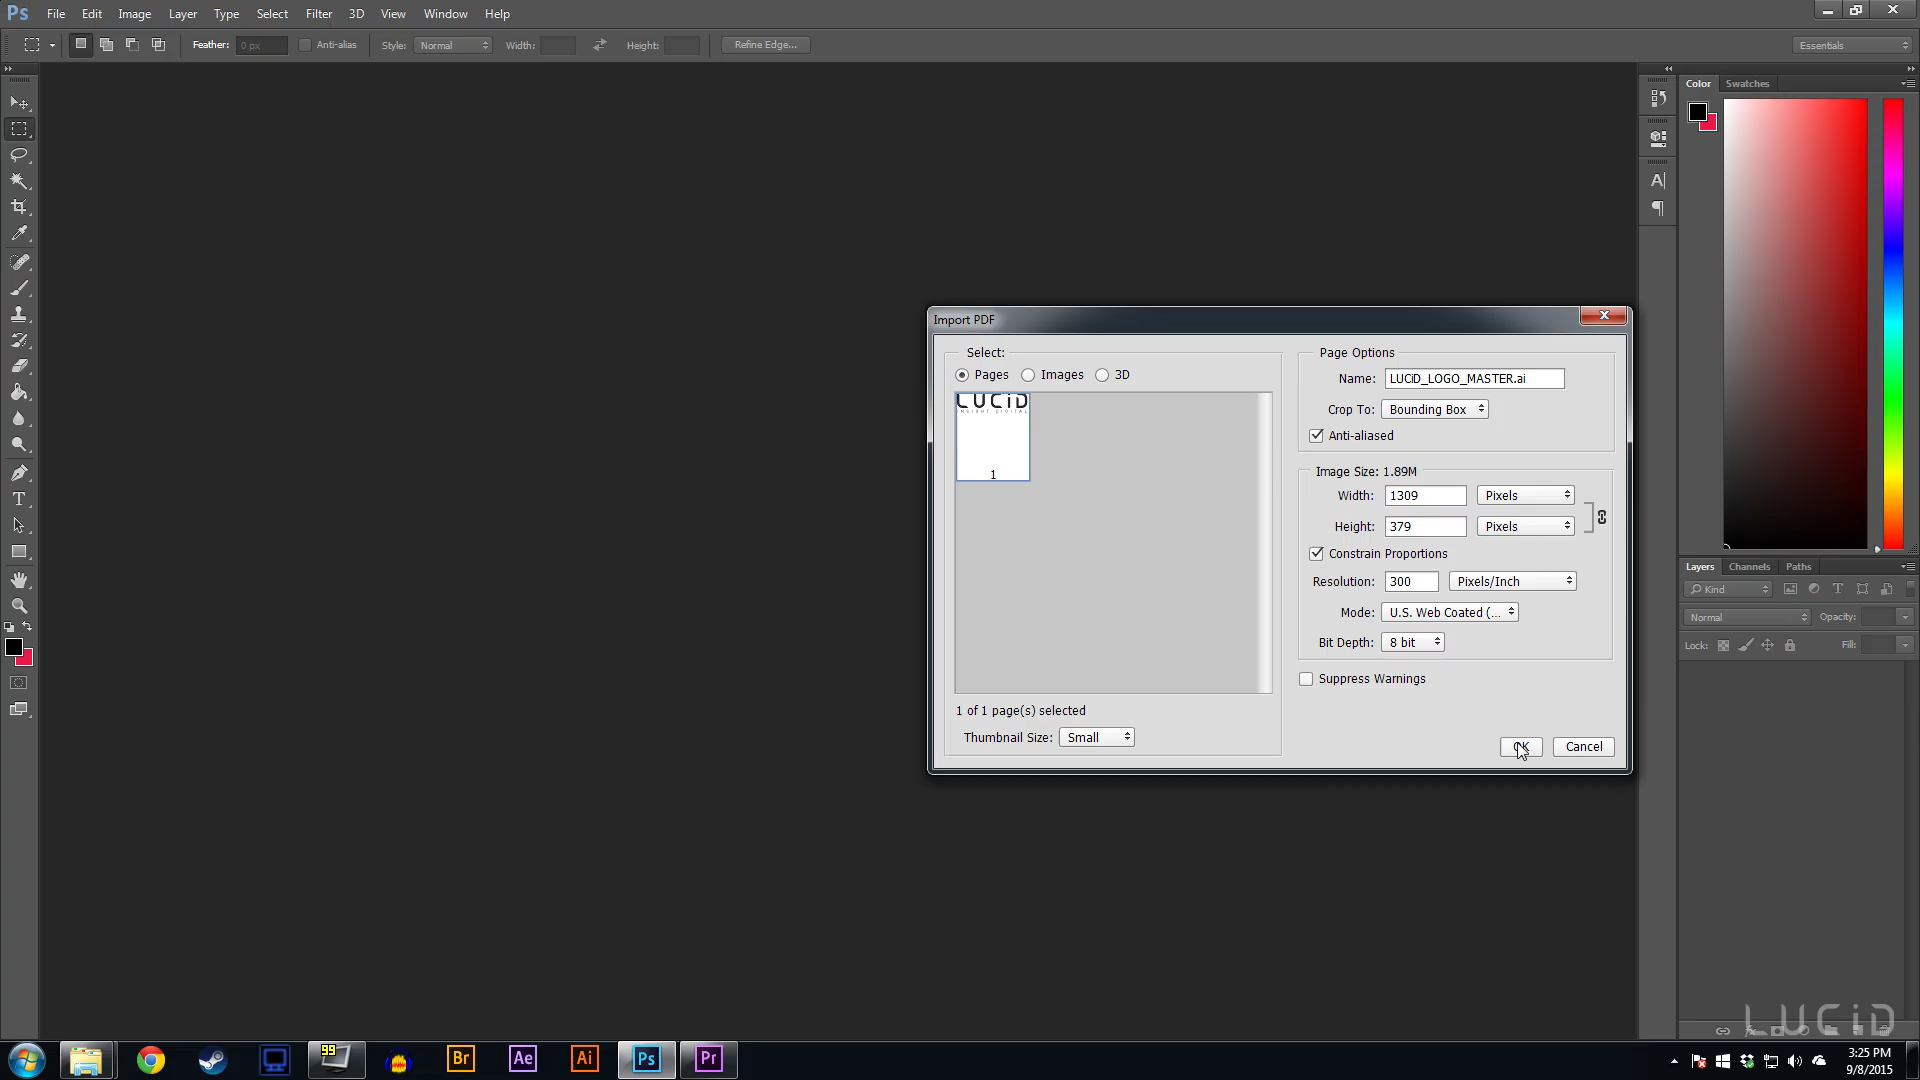 Ps File Edit Image Layer Type Select Filter 3D View Window Help
Feather: 0 px Anti-alias Style: Normal Width: Height: Refine Edge... Essentials
Color Swatches
Import PDF
Select:
Pages Images 3D
LUCiD
INSIGHT DIGITAL
1
1 of 1 page(s) selected
Thumbnail Size: Small
Page Options
Name: LUCiD_LOGO_MASTER.ai
Crop To: Bounding Box
Anti-aliased
Image Size: 1.89M
Width: 1309 Pixels
Height: 379 Pixels
Constrain Proportions
Resolution: 300 Pixels/Inch
Mode: U.S. Web Coated (...
Bit Depth: 8 bit
Suppress Warnings
OK Cancel
Layers Channels Paths
Kind
Normal Opacity:
Lock: Fill:
LUCiD
99 Br Ae Ai Ps Pr
3:25 PM
9/8/2015